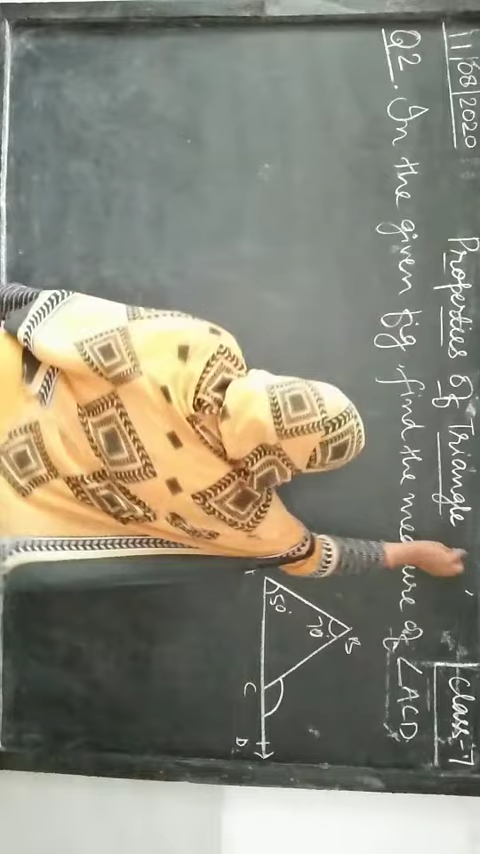 11/08/2020 Properties Of Triangle Class-7
Q2. In the given fig, find the measure of ∠ACD
B
70°
50°
C D